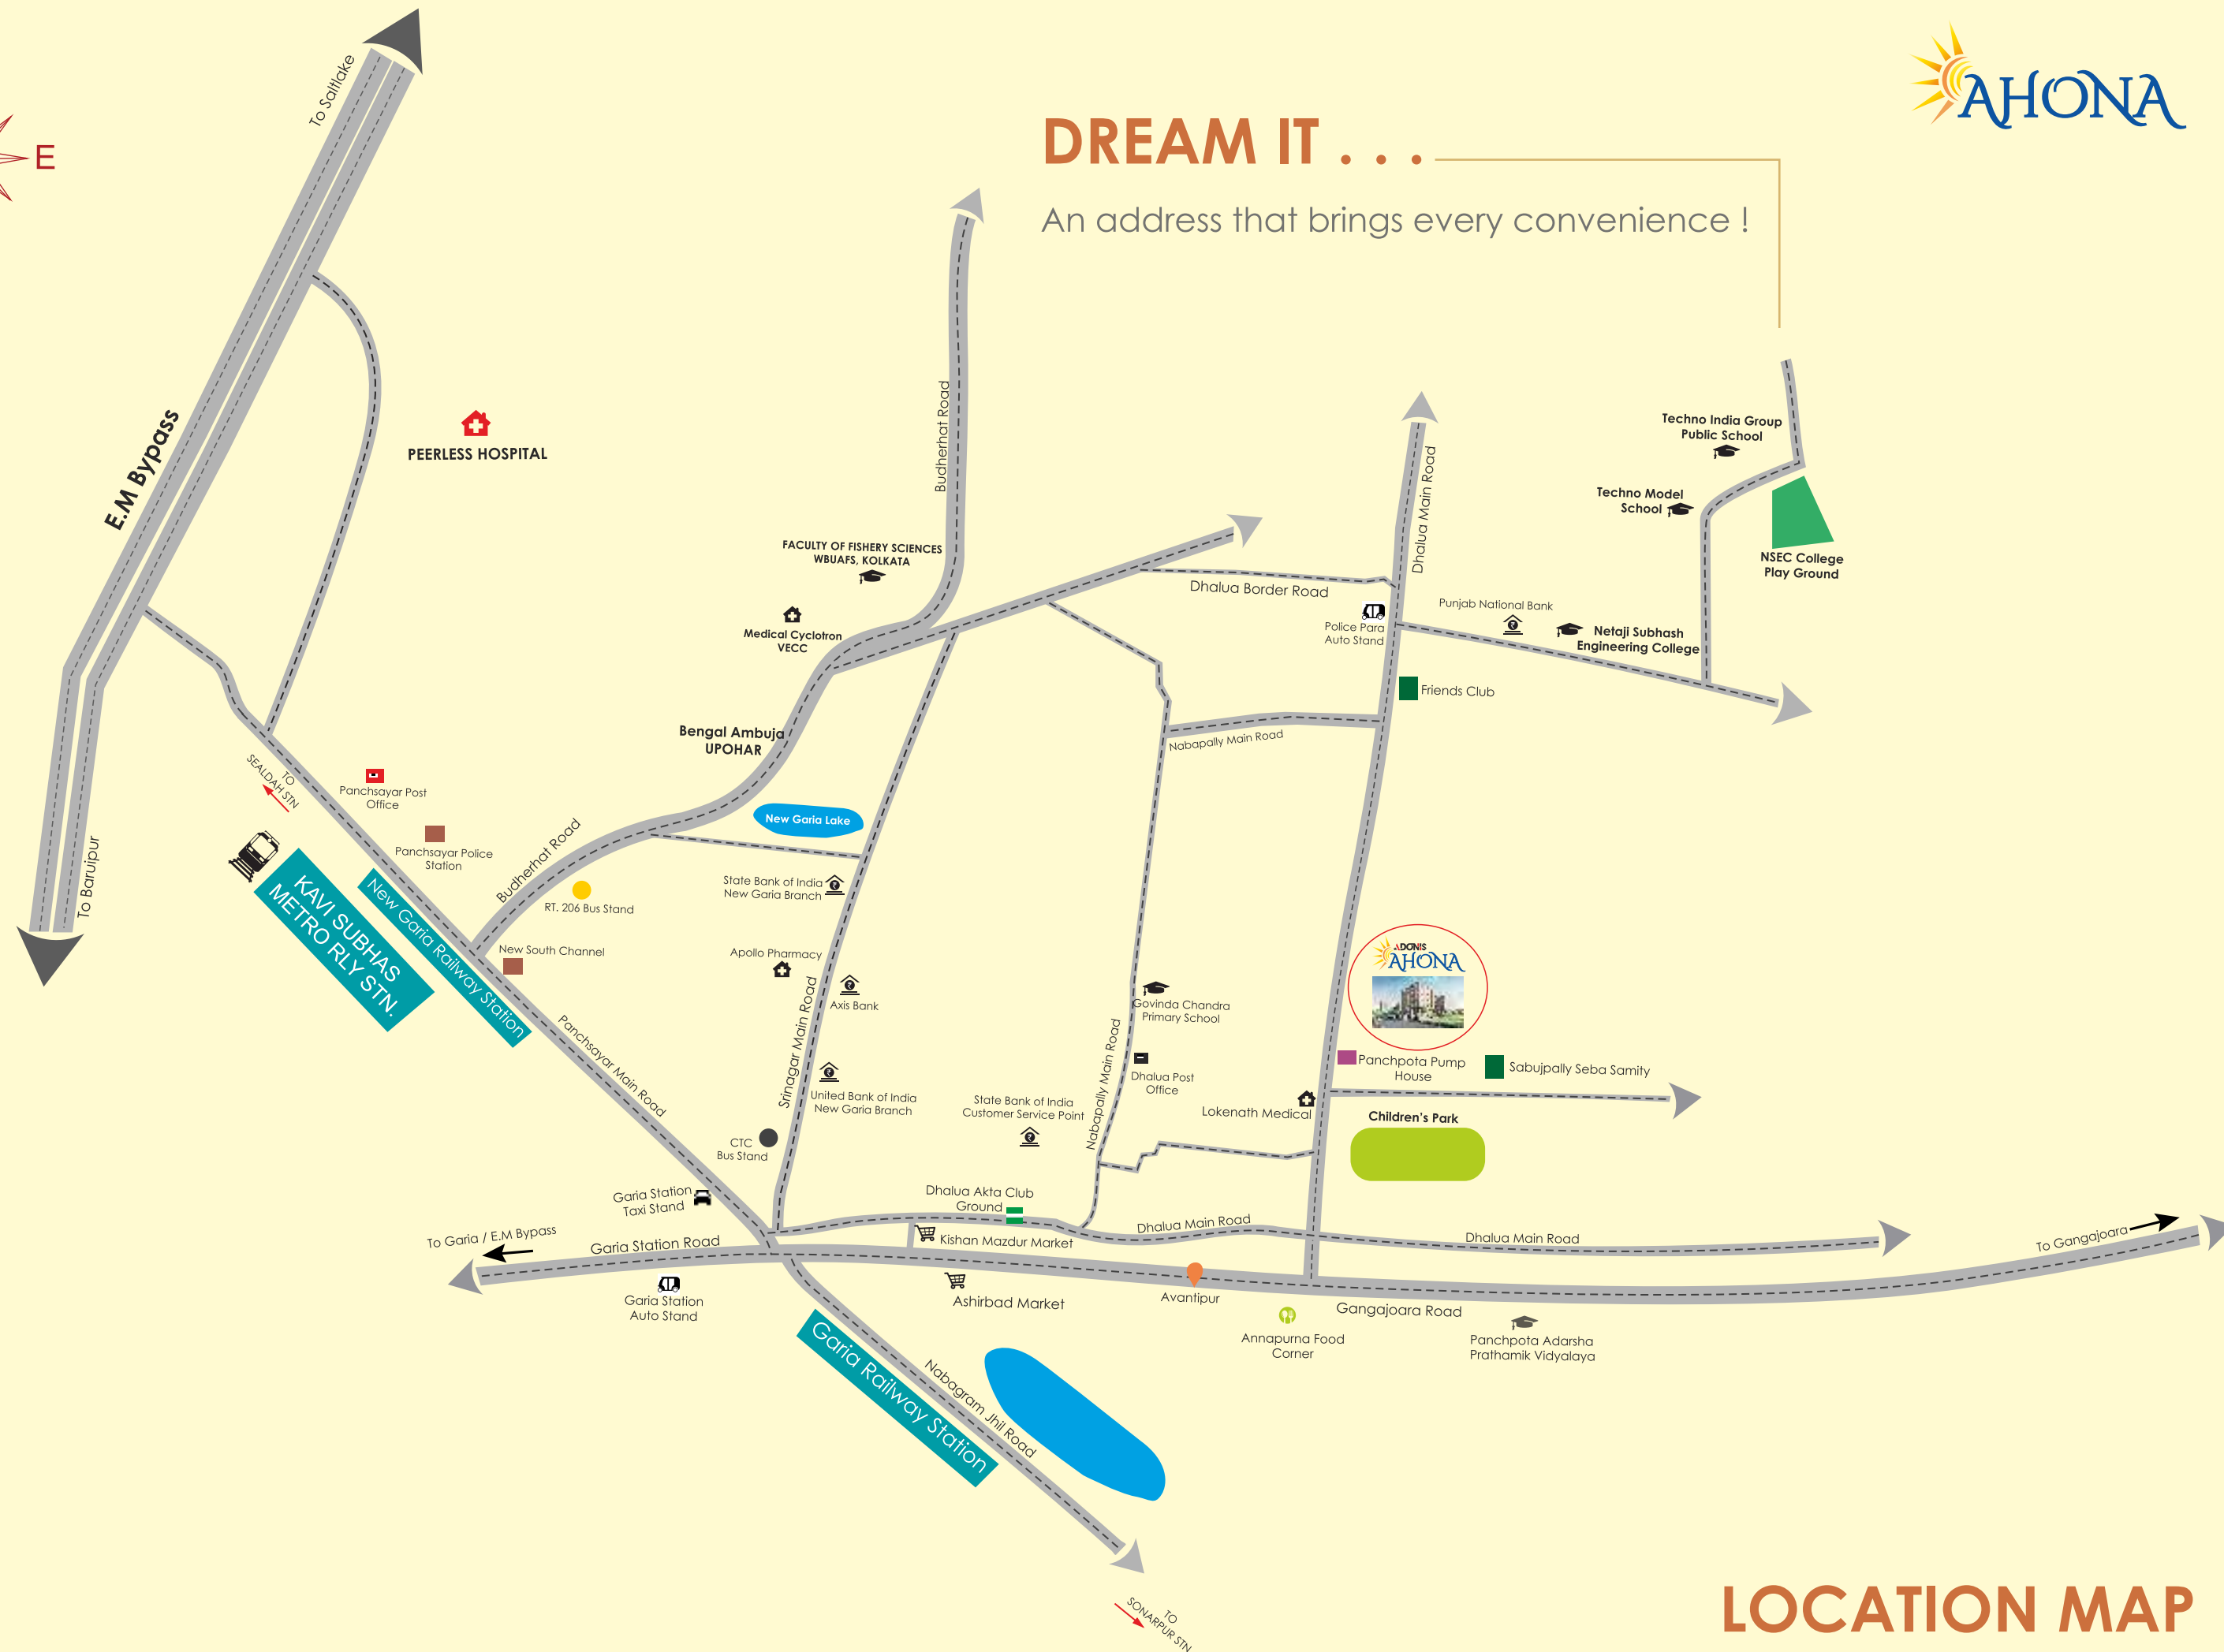 AHONA
DREAM IT . . .
An address that brings every convenience !
E
To Saltlake
E.M Bypass
To Baruipur
PEERLESS HOSPITAL
Budherhat Road
FACULTY OF FISHERY SCIENCES
WBUAFS, KOLKATA
Medical Cyclotron
VECC
Bengal Ambuja
UPOHAR
New Garia Lake
Dhalua Main Road
Dhalua Border Road
Police Para
Auto Stand
Punjab National Bank
Netaji Subhash
Engineering College
Techno India Group
Public School
Techno Model
School
NSEC College
Play Ground
Friends Club
Nabapally Main Road
TO
SEALDAH STN
Panchsayar Post
Office
Panchsayar Police
Station
KAVI SUBHAS
METRO RLY STN.
New Garia Railway Station
Budherhat Road
RT. 206 Bus Stand
New South Channel
Panchsayar Main Road
State Bank of India
New Garia Branch
Apollo Pharmacy
Axis Bank
Srinagar Main Road
United Bank of India
New Garia Branch
CTC
Bus Stand
State Bank of India
Customer Service Point
Govinda Chandra
Primary School
Nabapally Main Road
Dhalua Post
Office
ADONIS
AHONA
Panchpota Pump
House
Sabujpally Seba Samity
Lokenath Medical
Children's Park
Garia Station
Taxi Stand
Dhalua Akta Club
Ground
Kishan Mazdur Market
Dhalua Main Road
Dhalua Main Road
To Garia / E.M Bypass
Garia Station Road
Garia Station
Auto Stand
Ashirbad Market
Avantipur
Annapurna Food
Corner
Gangajoara Road
Panchpota Adarsha
Prathamik Vidyalaya
To Gangajoara
Garia Railway Station
Nabagram Jhil Road
TO
SONARPUR STN
LOCATION MAP